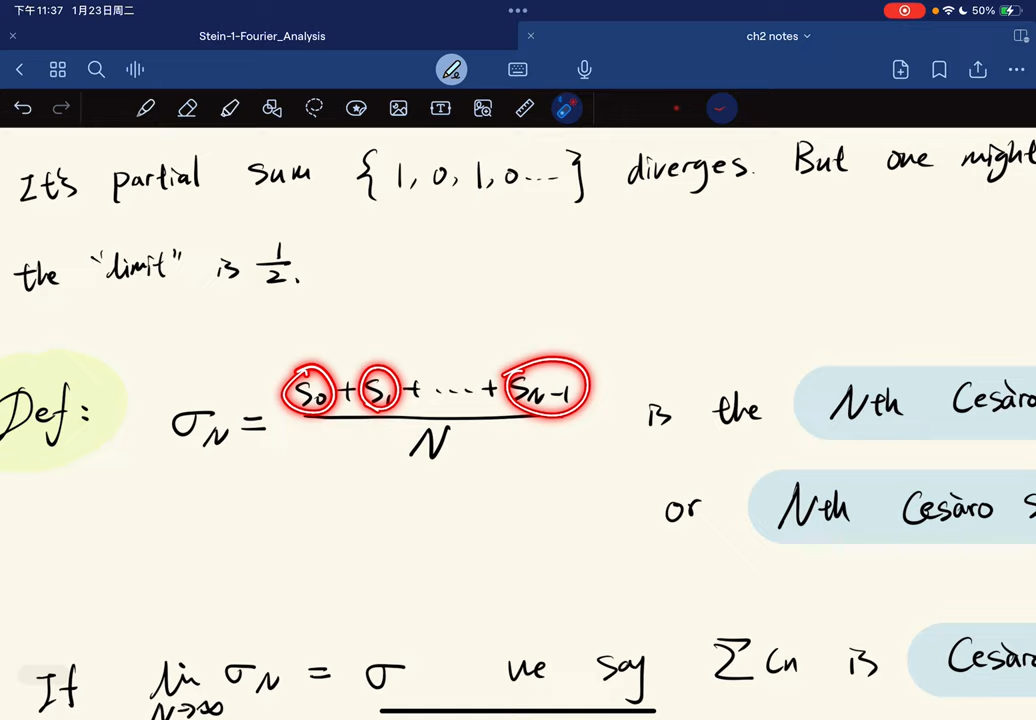 下午11:37 1月23日周二
50%
Stein-1-Fourier_Analysis
ch2 notes
It's partial sum {1, 0, 1, 0 ...} diverges. But one might
the "limit" is 1/2.
Def: σ_N = (S_0 + S_1 + ... + S_{N-1}) / N is the Nth Cesàro
or Nth Cesàro s
If lim_{N→∞} σ_N = σ we say Σ C_n is Cesàro